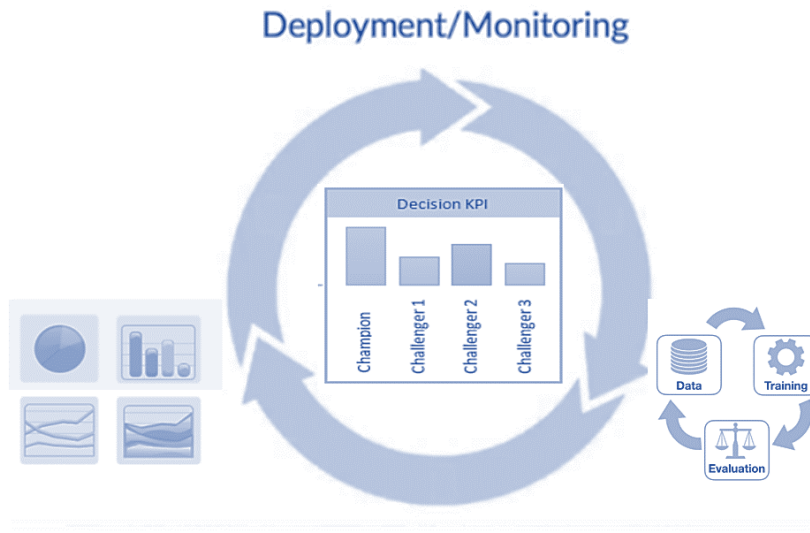 Deployment/Monitoring
Decision KPI
Champion
Challenger 1
Challenger 2
Challenger 3
Data
Training
Evaluation